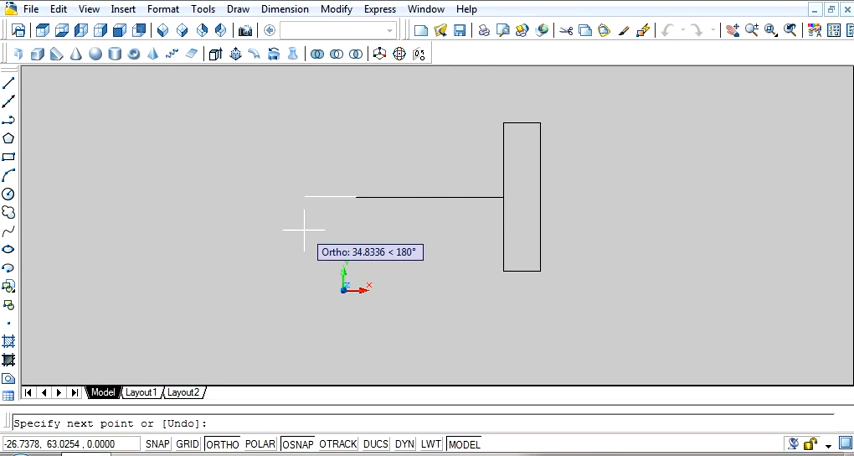 File Edit View Insert Format Tools Draw Dimension Modify Express Window Help
Ortho: 34.8336 < 180°
X
Model Layout1 Layout2
Specify next point or [Undo]:
-26.7378, 63.0254 , 0.0000 SNAP GRID ORTHO POLAR OSNAP OTRACK DUCS DYN LWT MODEL